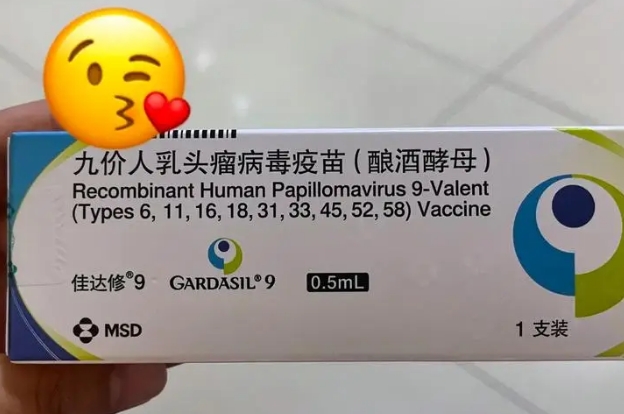 九价人乳头瘤病毒疫苗（酿酒酵母）
Recombinant Human Papillomavirus 9-Valent
(Types 6, 11, 16, 18, 31, 33, 45, 52, 58) Vaccine
佳达修®9 GARDASIL®9 0.5mL
MSD 1 支装